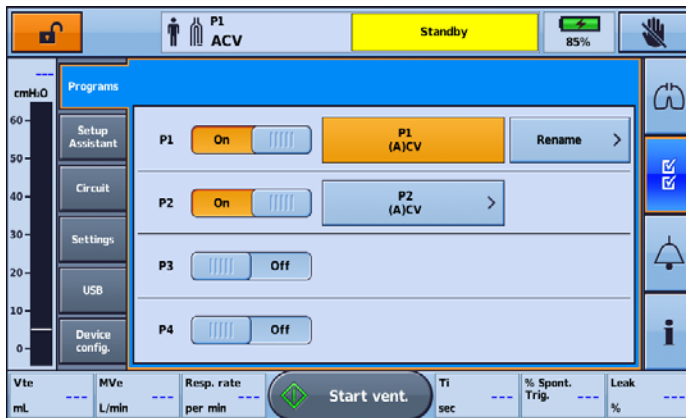 P1
ACV
Standby
85%
---
cmH₂O
60
50
40
30
20
10
0
Programs
Setup
Assistant
Circuit
Settings
USB
Device
config.
P1
On
P1
(A)CV
Rename
P2
On
P2
(A)CV
P3
Off
P4
Off
Vte
---
mL
MVe
---
L/min
Resp. rate
---
per min
Start vent.
Ti
---
sec
% Spont.
Trig.
---
Leak
---
%